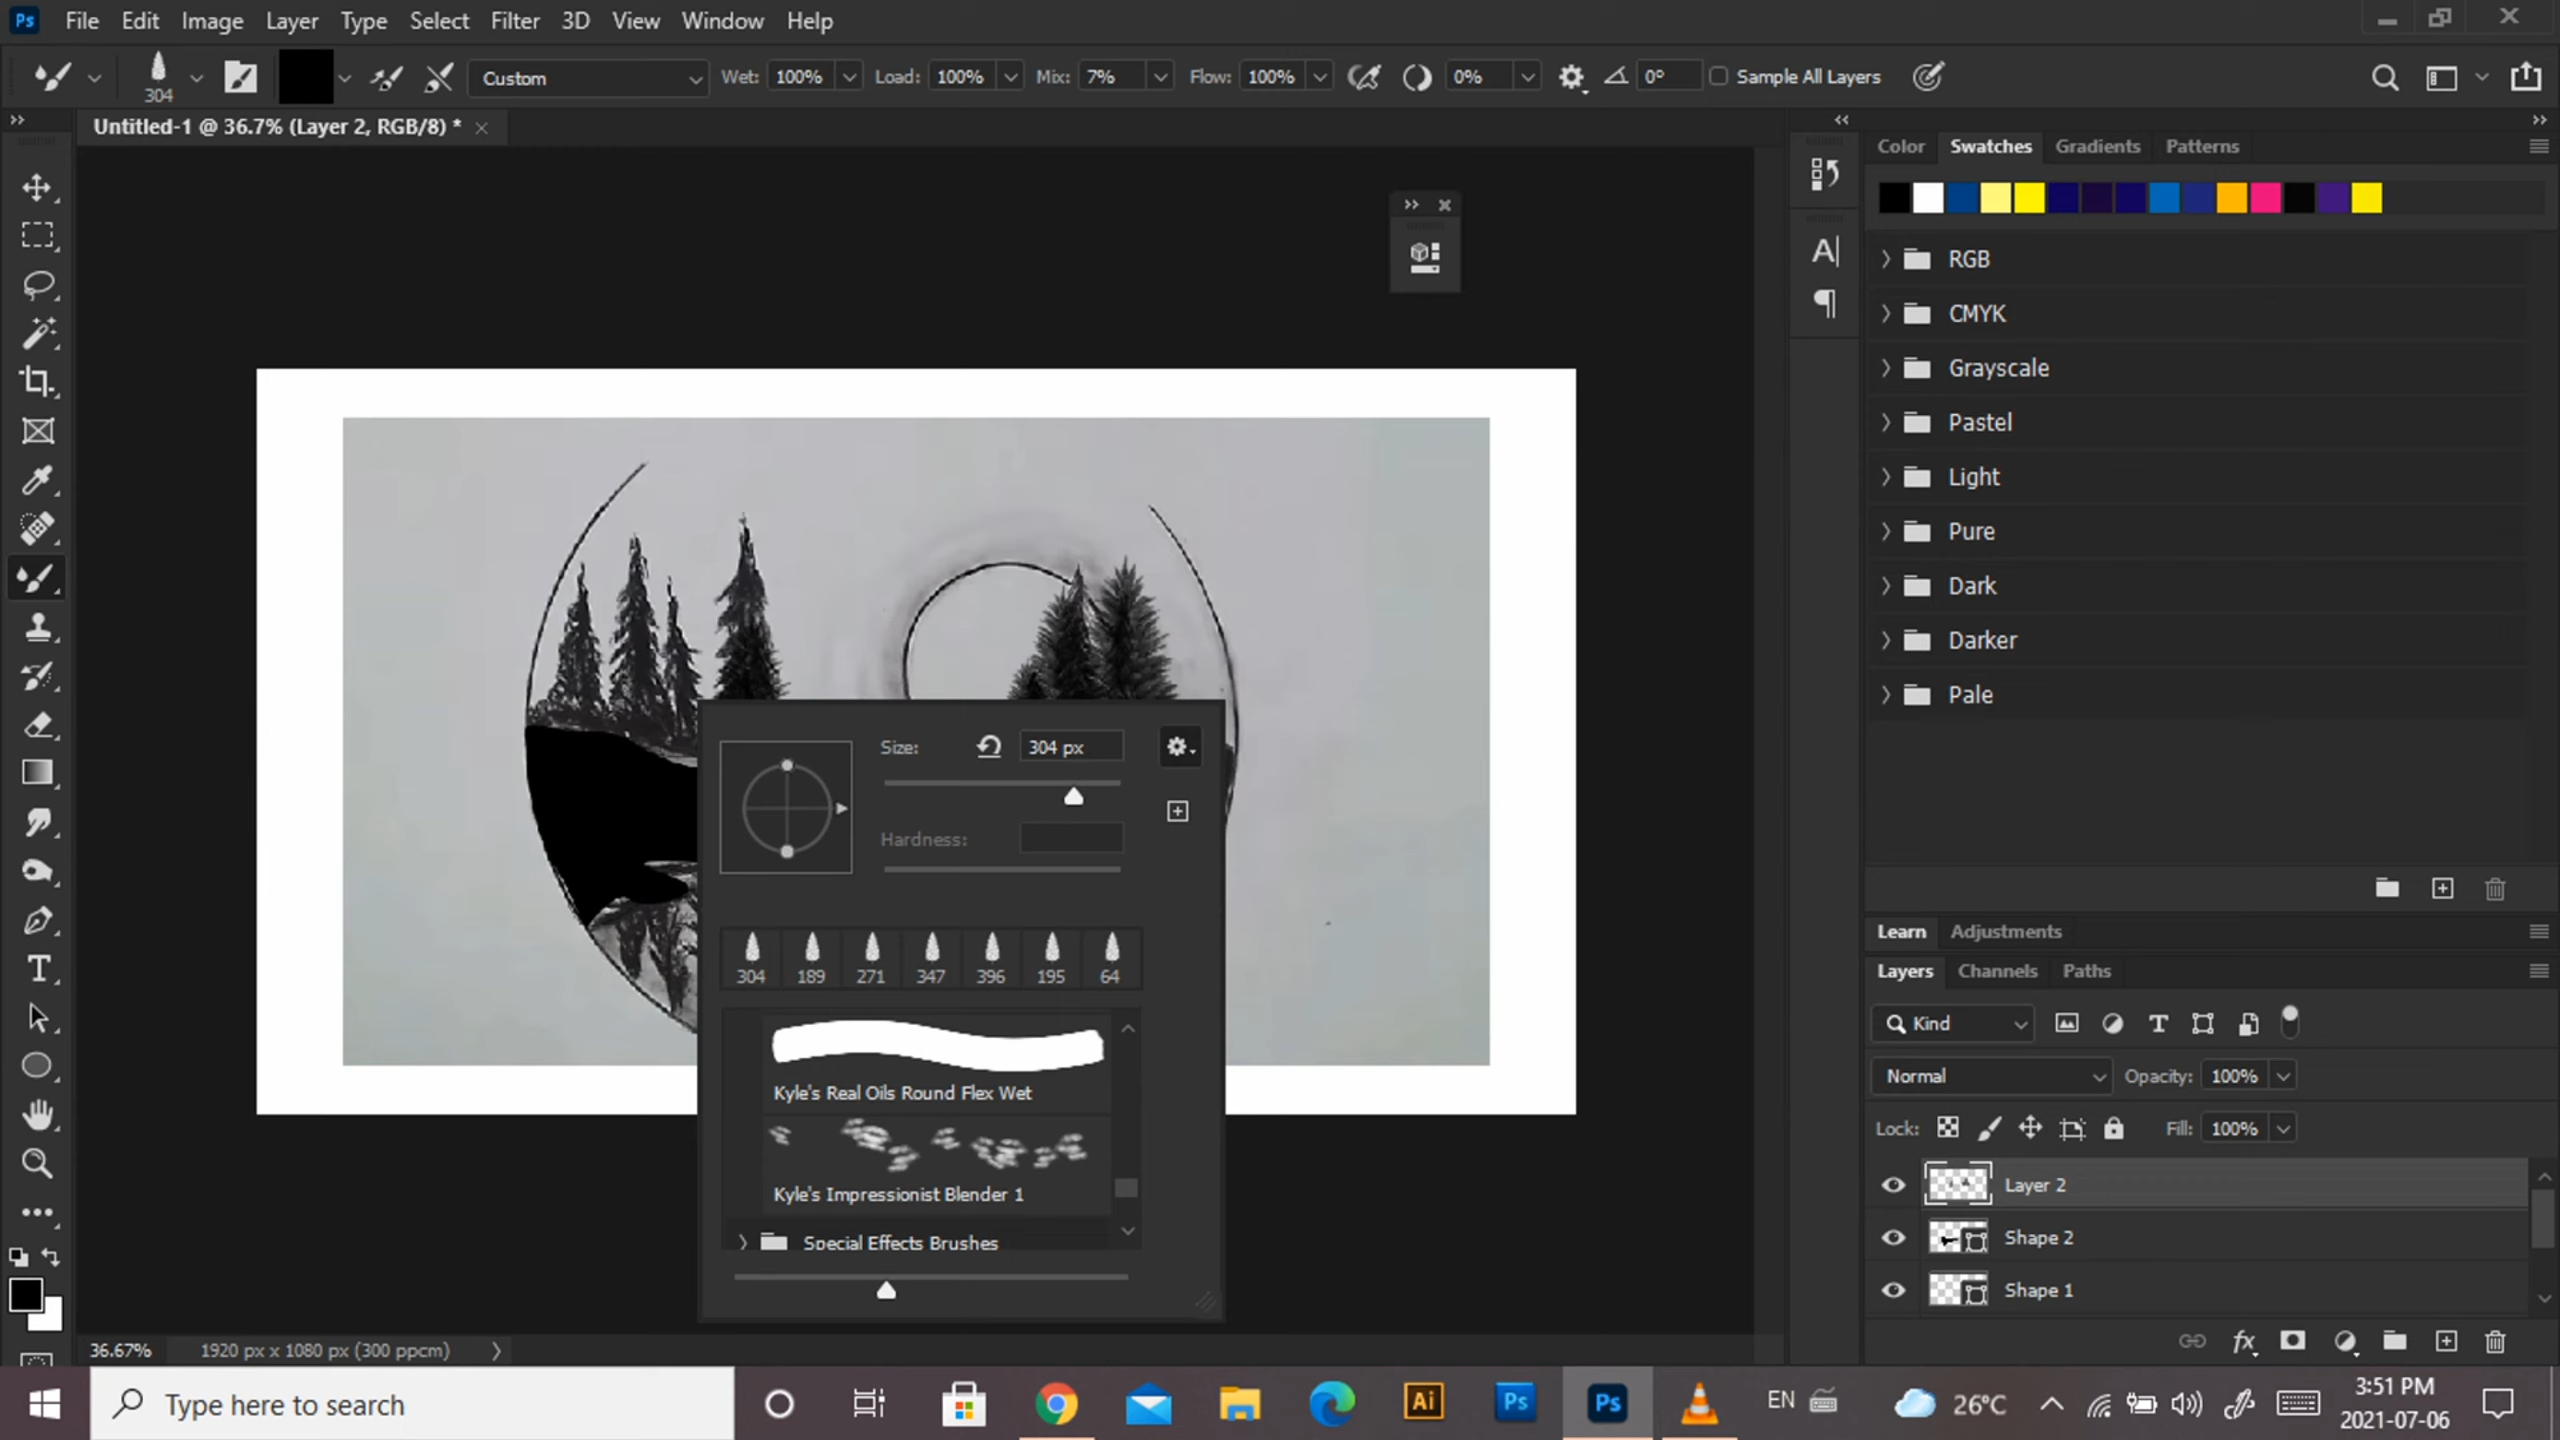 Ps File Edit Image Layer Type Select Filter 3D View Window Help
304 Custom Wet: 100% Load: 100% Mix: 7% Flow: 100% 0% 0° Sample All Layers
Untitled-1 @ 36.7% (Layer 2, RGB/8) *
Color Swatches Gradients Patterns
RGB
CMYK
Grayscale
Pastel
Light
Pure
Dark
Darker
Pale
Size: 304 px
Hardness:
304 189 271 347 396 195 64
Kyle's Real Oils Round Flex Wet
Kyle's Impressionist Blender 1
Special Effects Brushes
Learn Adjustments
Layers Channels Paths
Kind
Normal Opacity: 100%
Lock: Fill: 100%
Layer 2
Shape 2
Shape 1
36.67% 1920 px x 1080 px (300 ppcm)
Type here to search Ai Ps Ps EN 26°C 3:51 PM
2021-07-06